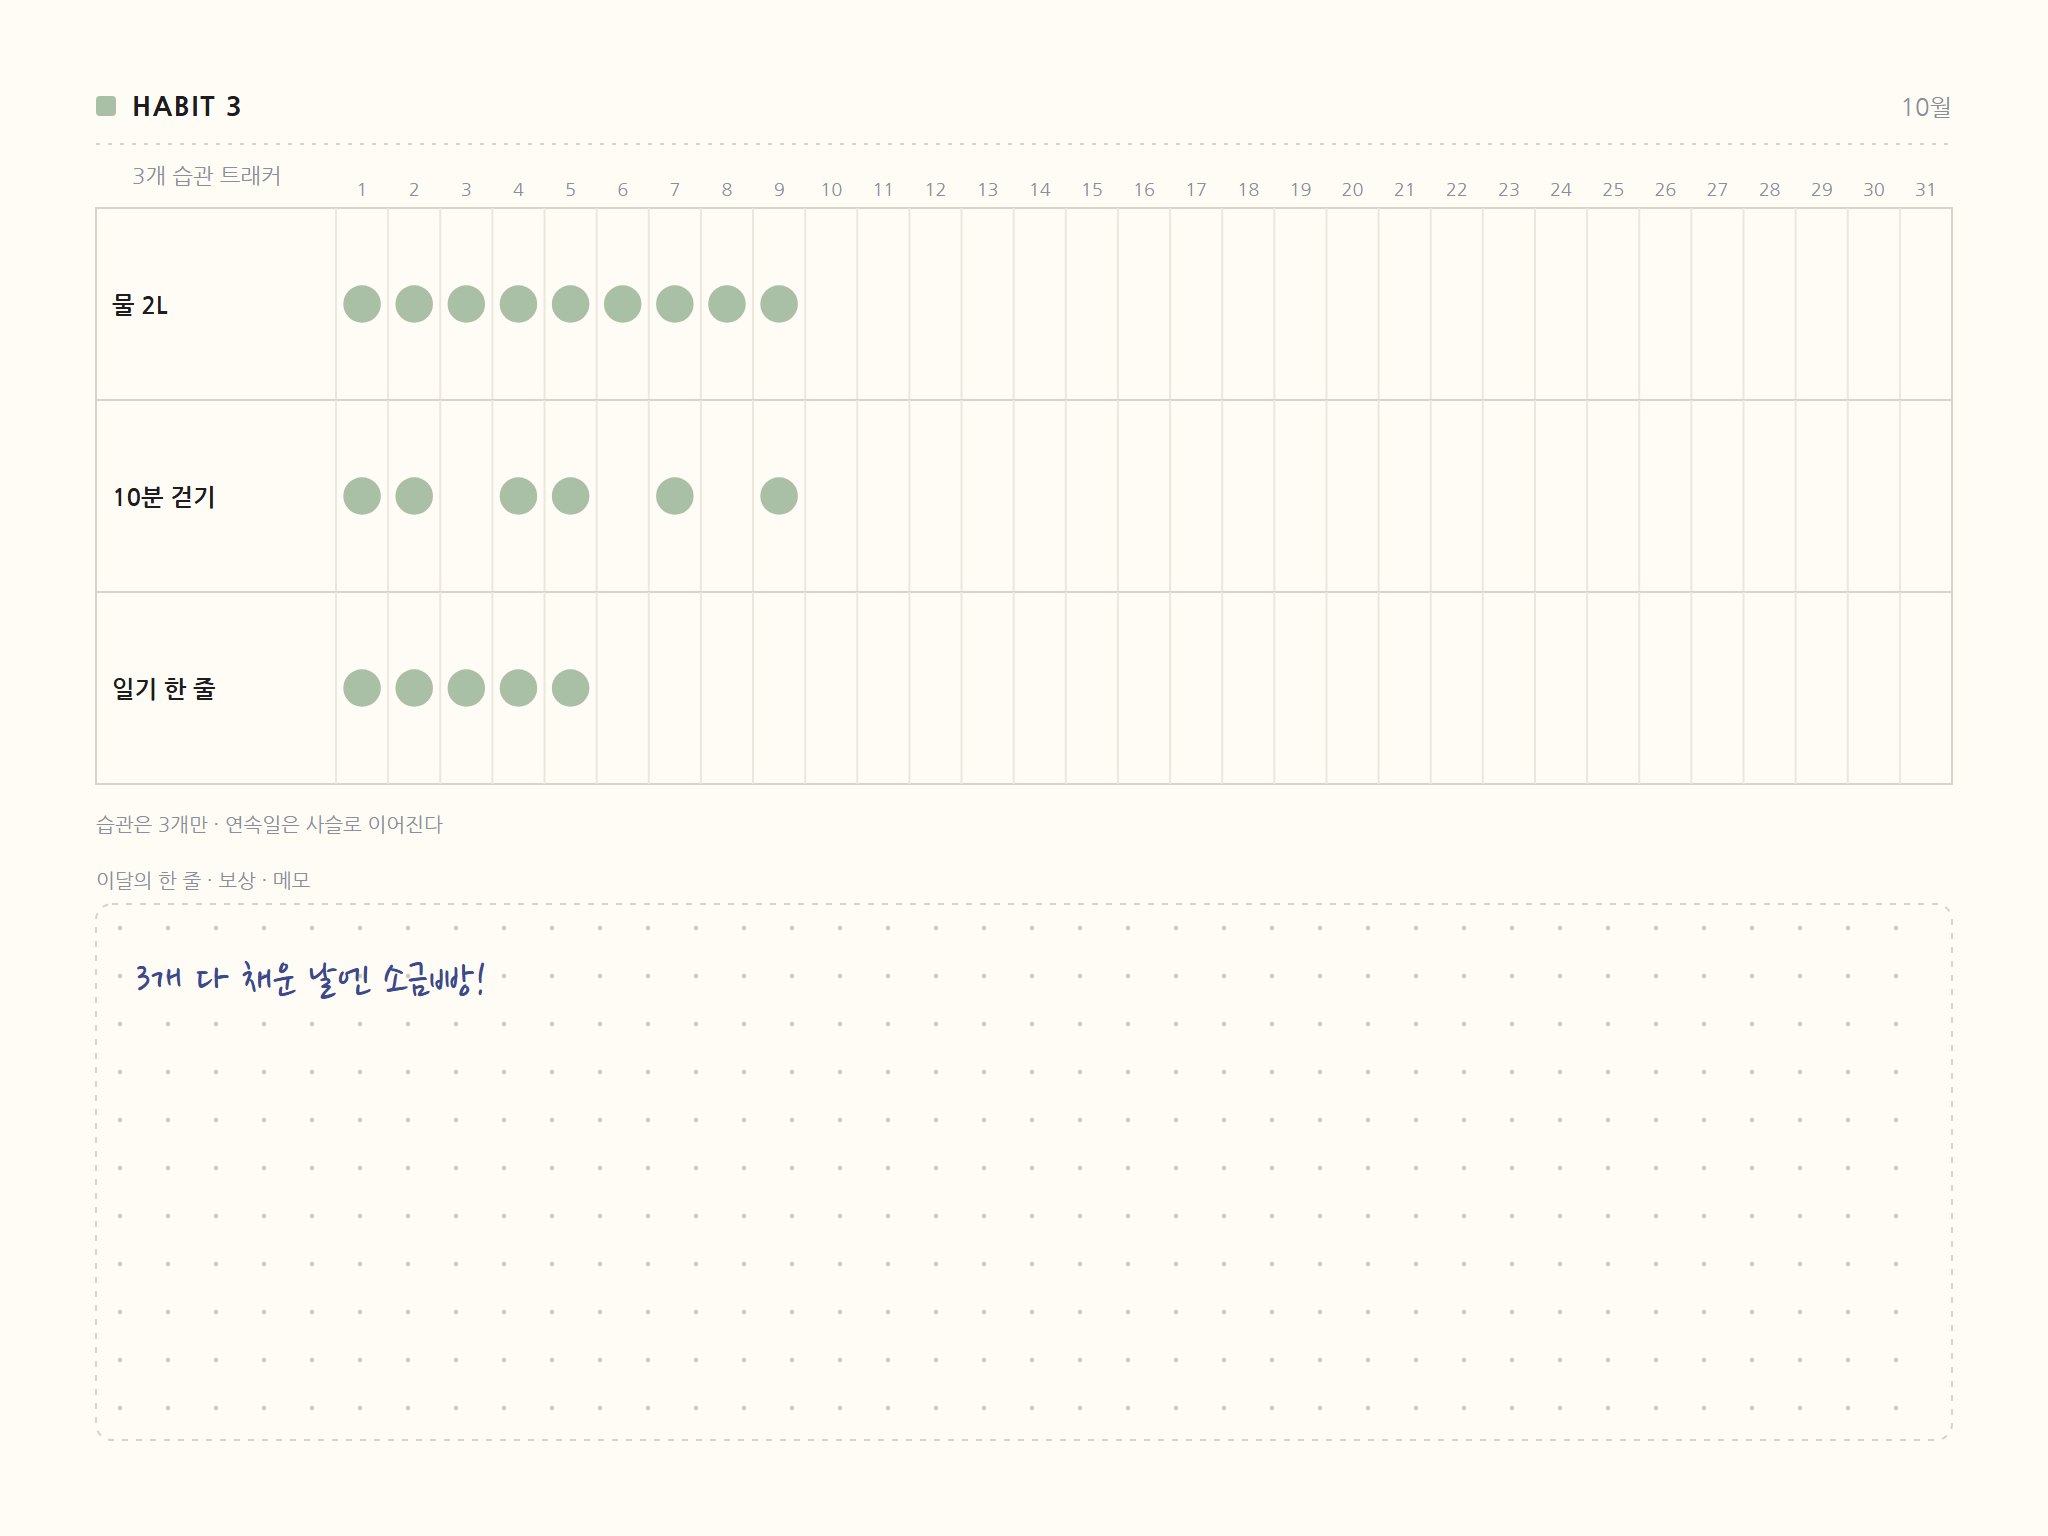 HABIT 3
10월
3개 습관 트래커
1 2 3 4 5 6 7 8 9 10 11 12 13 14 15 16 17 18 19 20 21 22 23 24 25 26 27 28 29 30 31
물 2L
10분 걷기
일기 한 줄
습관은 3개만 · 연속일은 사슬로 이어진다
이달의 한 줄 · 보상 · 메모
3개 다 채운 날엔 소금빵!